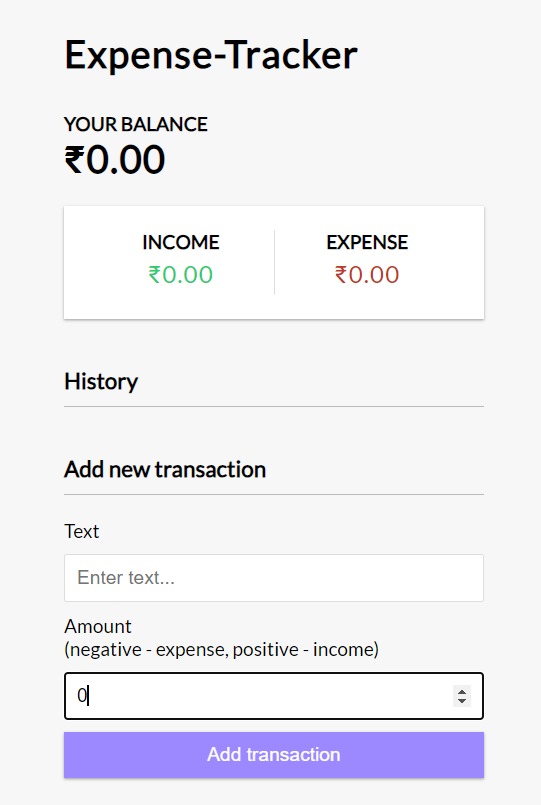 Expense-Tracker
YOUR BALANCE
₹0.00
INCOME
₹0.00
EXPENSE
₹0.00
History
Add new transaction
Text
Enter text...
Amount
(negative - expense, positive - income)
0
Add transaction